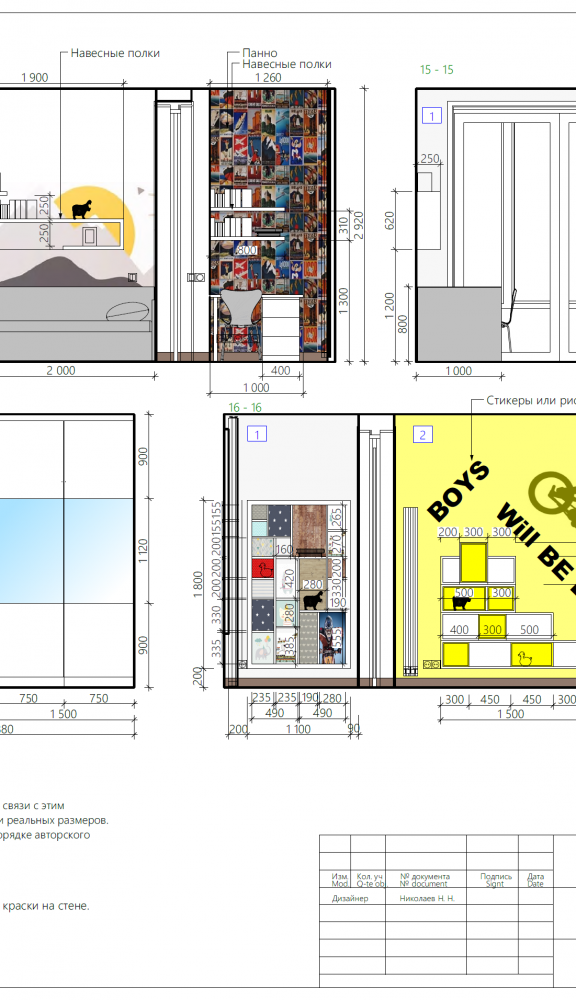 Навесные полки
Панно
Навесные полки
1 900
1 260
15 - 15
1
250
250
250
800
310
2 920
1 300
620
1 200
800
2 000
400
1 000
1 000
16 - 16
Стикеры или рис
1
2
BOYS
Will BE
900
1 120
900
155
155
200
200
200
330
335
1 800
200
265
270
200
330
190
555
160
420
280
280
385
200 300 300
500 300
400 300 500
750 750
1 500
380
235 235 190 280
490 490
200 1 100 90
300 450 450 300
1 500
связи с этим
и реальных размеров.
орядке авторского
краски на стене.
Изм. Кол. уч № документа Подпись Дата
Mod. Q-te ob. № document Signt Date
Дизайнер Николаев Н. Н.